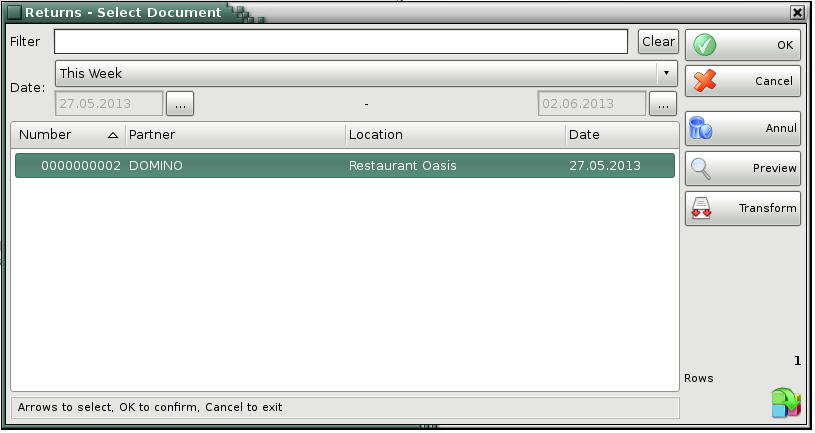 Returns - Select Document
Filter
Clear
OK
Date:
This Week
Cancel
27.05.2013 ... - 02.06.2013 ...
Number Partner Location Date
Annul
0000000002 DOMINO Restaurant Oasis 27.05.2013
Preview
Transform
1
Rows
Arrows to select, OK to confirm, Cancel to exit